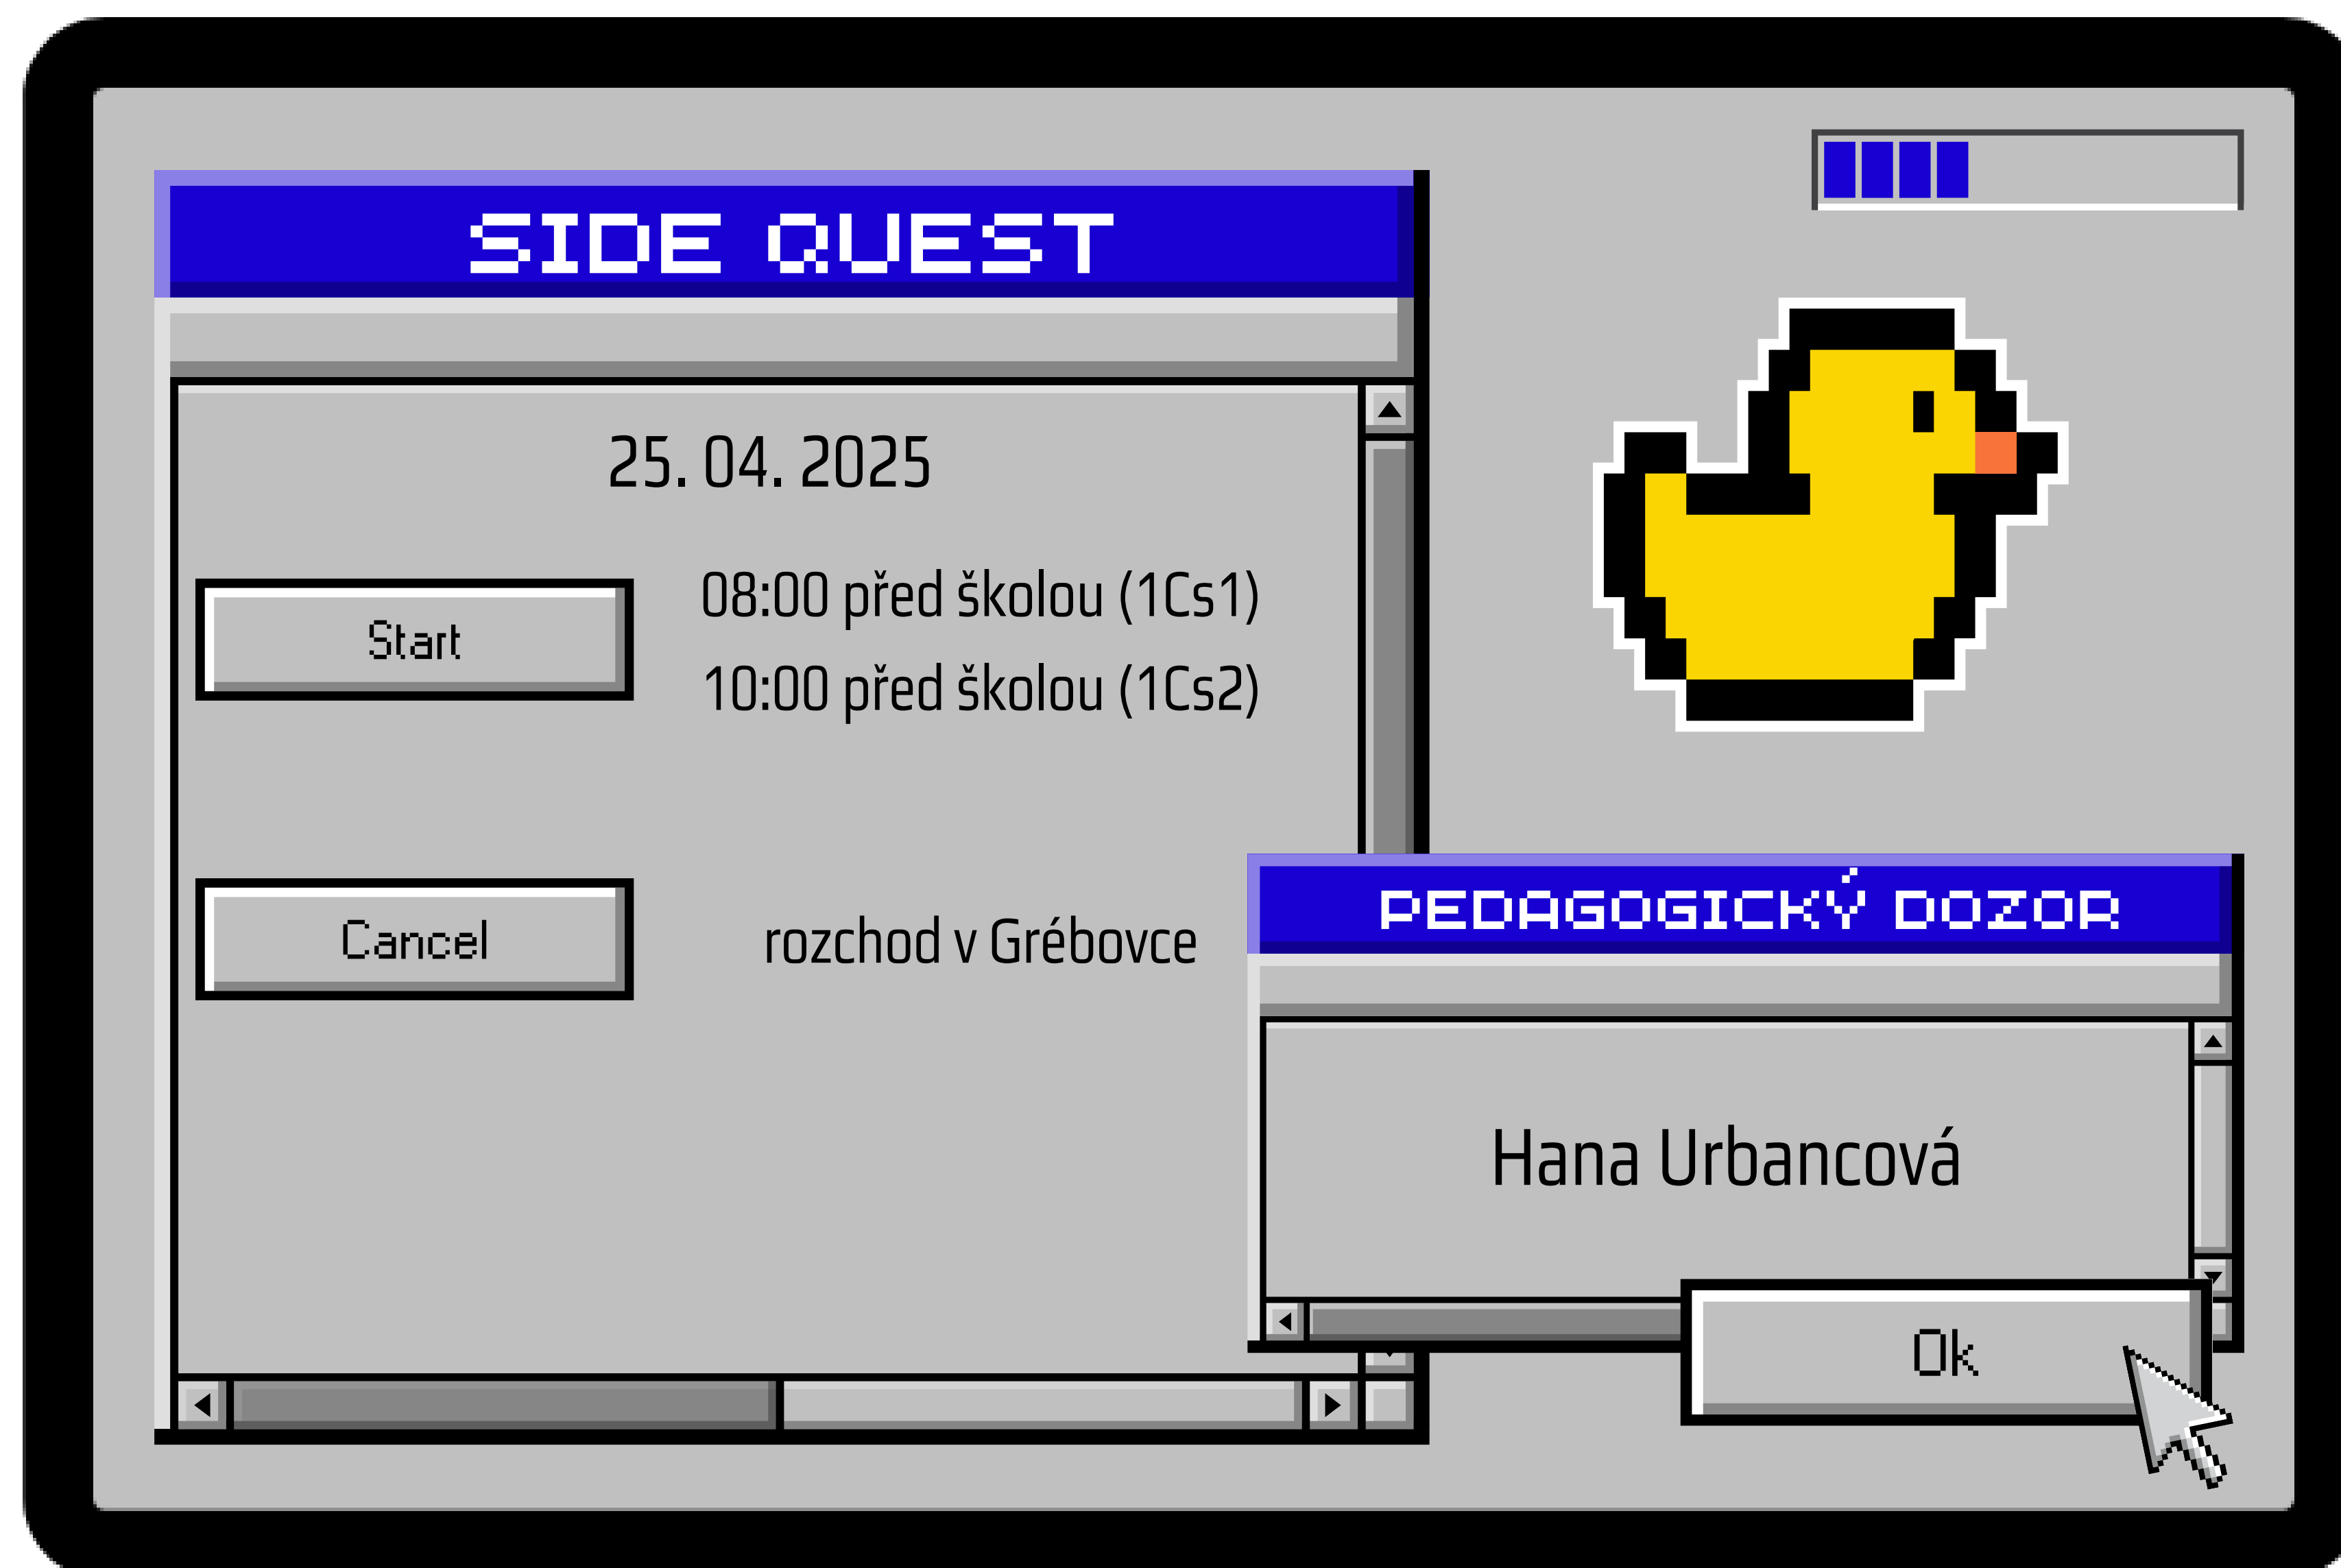 SIDE QUEST
25. 04. 2025
Start
08:00 před školou (1Cs1)
10:00 před školou (1Cs2)
Cancel
rozchod v Grébovce
PEDAGOGICKÝ DOZOR
Hana Urbancová
Ok